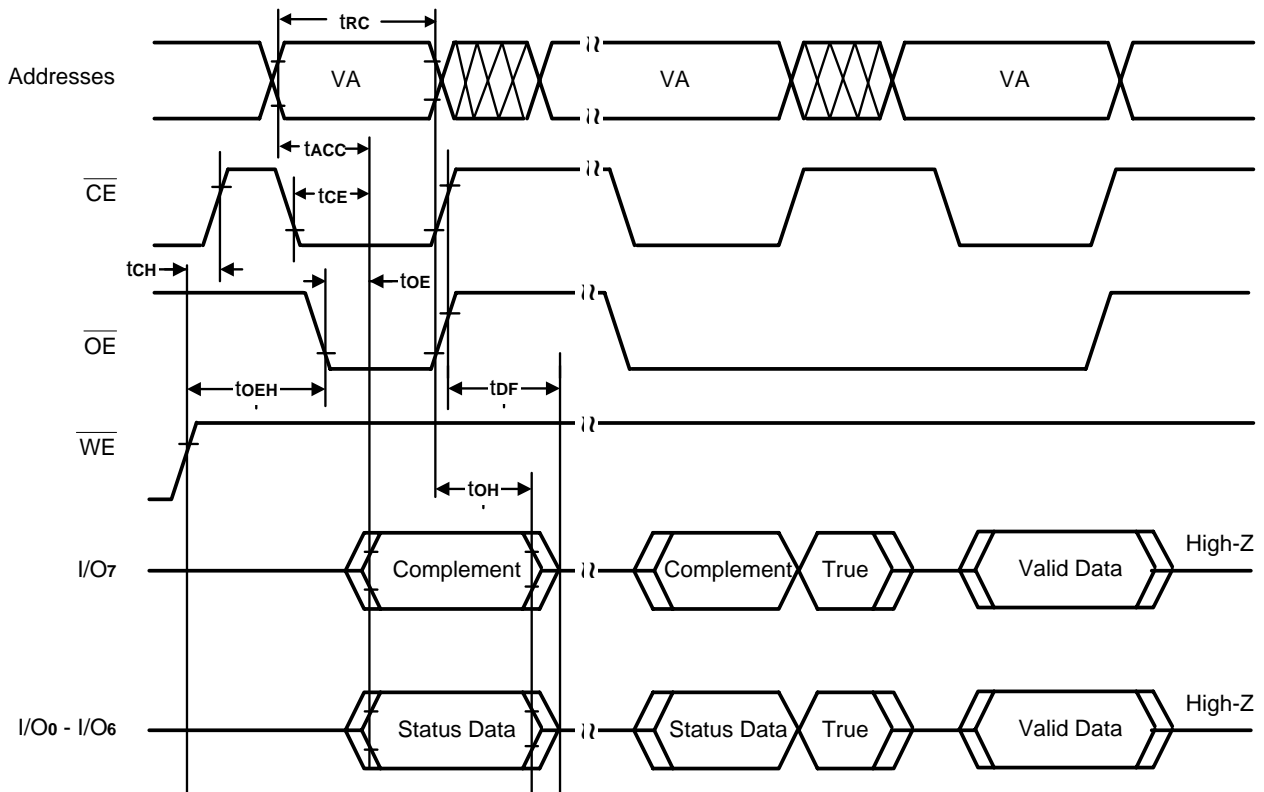 tRC
Addresses VA VA VA
tACC
CE tCE
tCH tOE
OE
tOEH tDF
WE
tOH
I/O7 Complement Complement True Valid Data High-Z
I/O0 - I/O6 Status Data Status Data True Valid Data High-Z